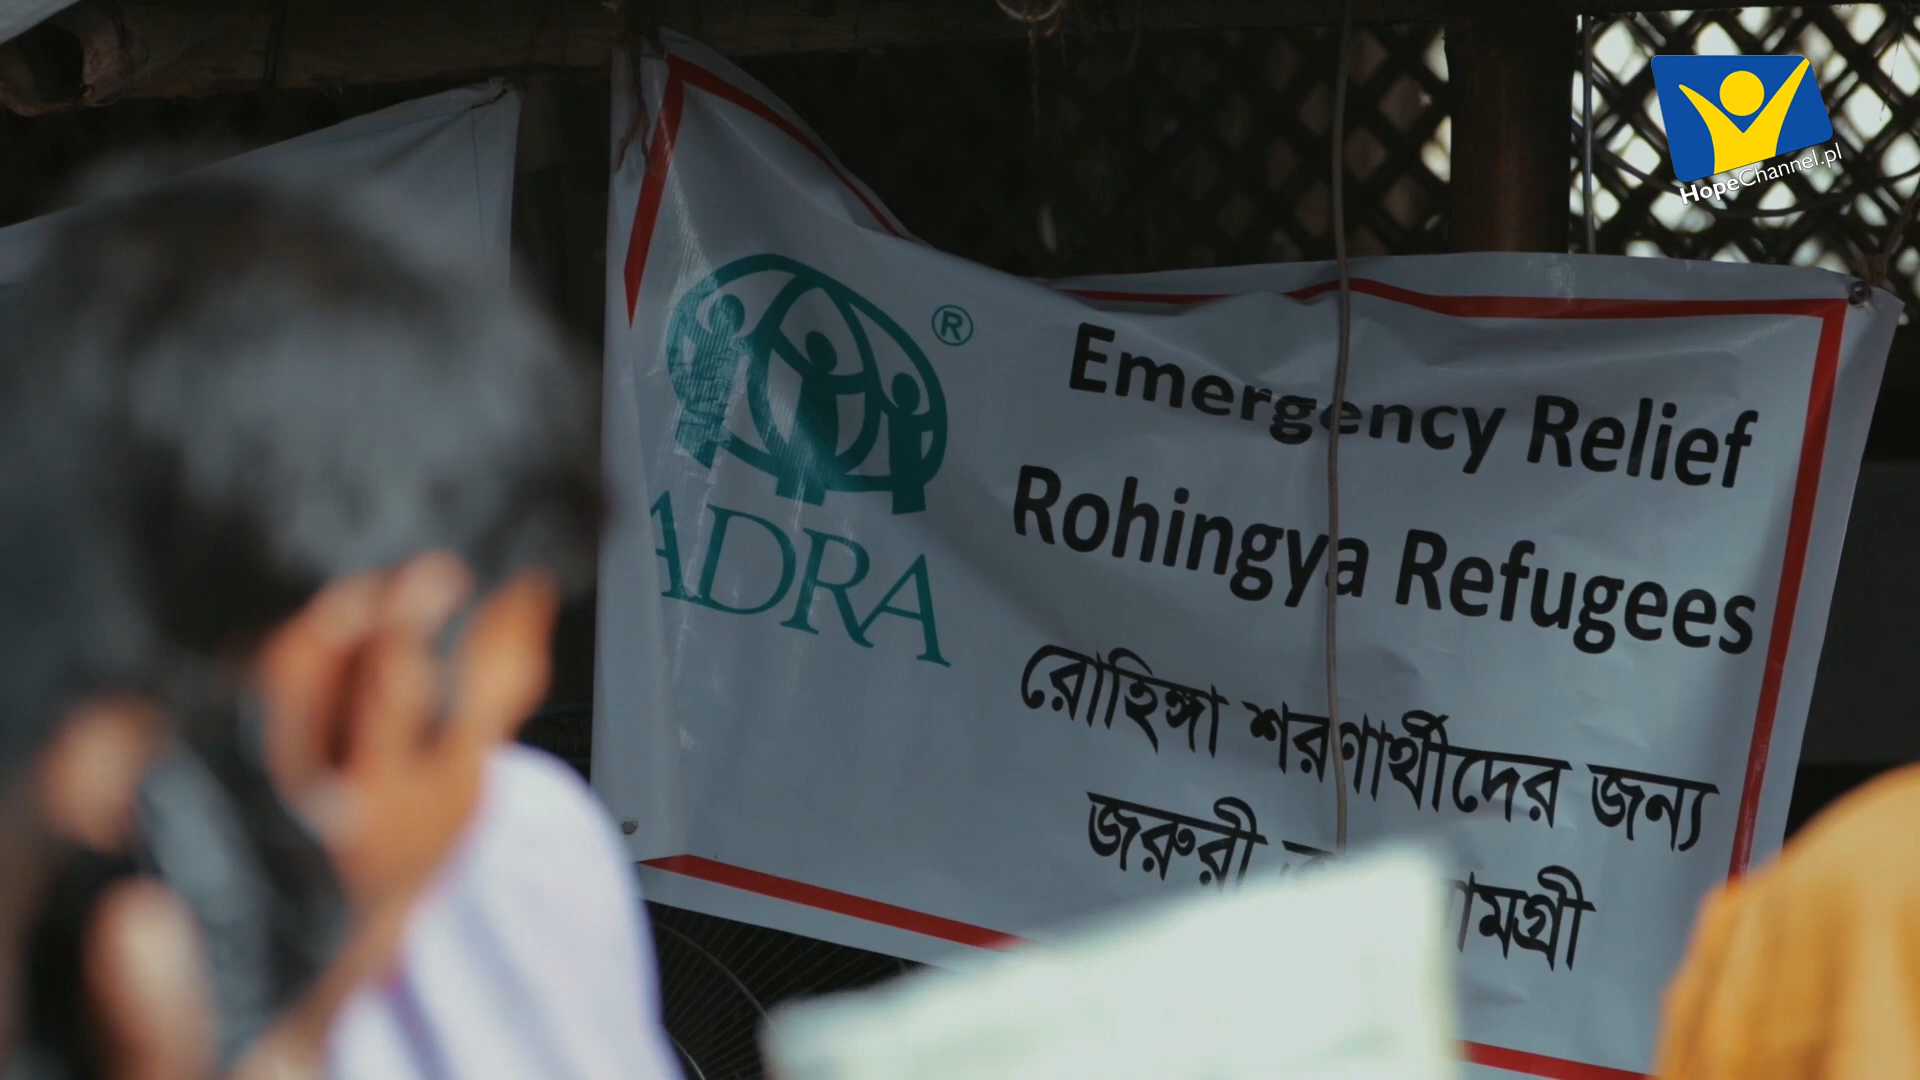 HopeChannel.pl
®
ADRA
Emergency Relief
Rohingya Refugees
রোহিঙ্গা শরণার্থীদের জন্য
জরুরী